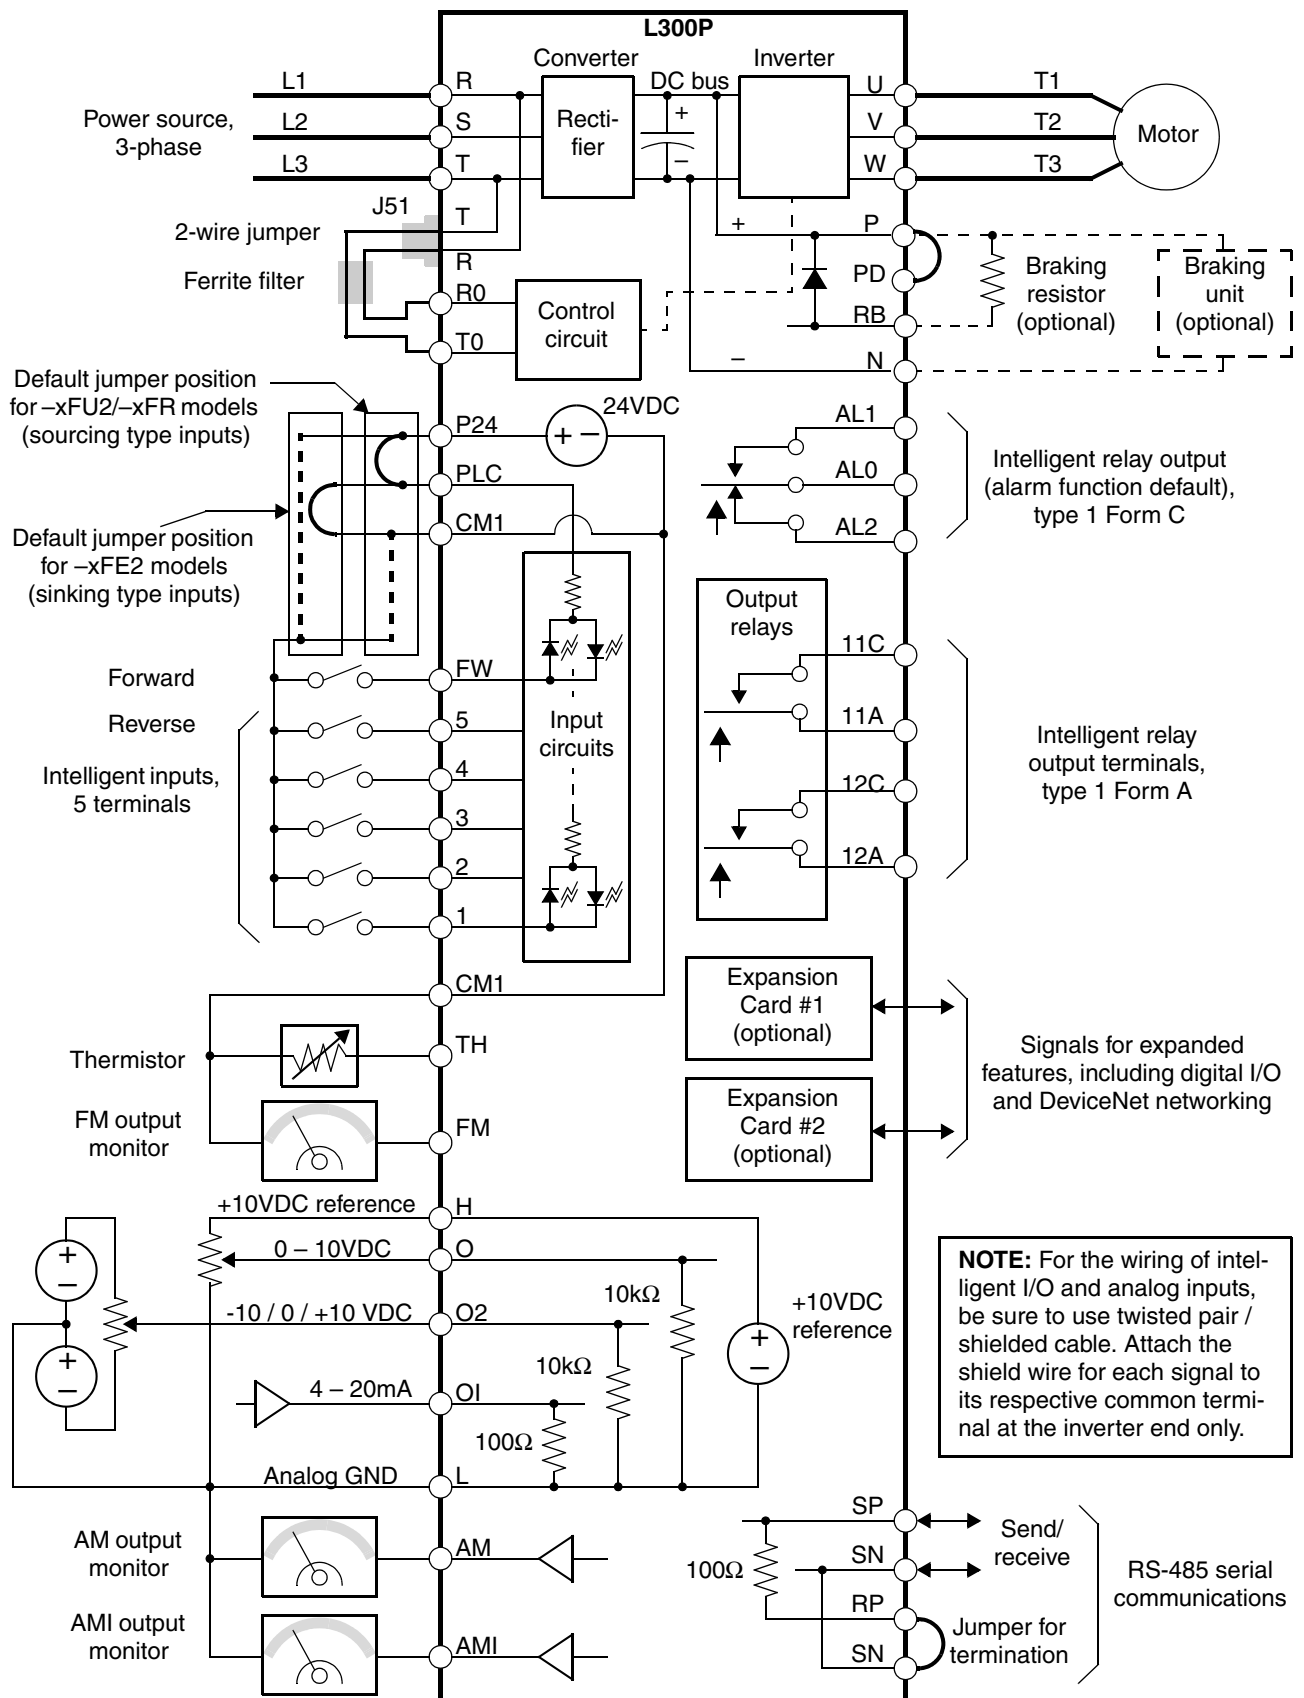 L300P
Converter
Inverter
DC bus
L1
R
U
T1
Power source,
3-phase
L2
S
Recti-
fier
+
V
T2
Motor
L3
T
–
W
T3
J51
T
2-wire jumper
R
+
P
Ferrite filter
PD
Braking
resistor
(optional)
Braking
unit
(optional)
R0
Control
circuit
RB
T0
–
N
Default jumper position
for –xFU2/–xFR models
(sourcing type inputs)
P24
+ –
24VDC
AL1
PLC
AL0
Intelligent relay output
(alarm function default),
type 1 Form C
CM1
AL2
Default jumper position
for –xFE2 models
(sinking type inputs)
Output
relays
Forward
FW
11C
Reverse
5
Input
circuits
11A
Intelligent relay
output terminals,
type 1 Form A
Intelligent inputs,
5 terminals
4
12C
3
12A
2
1
CM1
Expansion
Card #1
(optional)
Thermistor
TH
Signals for expanded
features, including digital I/O
and DeviceNet networking
FM output
monitor
FM
Expansion
Card #2
(optional)
+10VDC reference
H
+
–
0 – 10VDC
O
10kΩ
+10VDC
reference
+
–
-10 / 0 / +10 VDC
O2
+
–
10kΩ
4 – 20mA
OI
100Ω
Analog GND
L
NOTE: For the wiring of intel-
ligent I/O and analog inputs,
be sure to use twisted pair /
shielded cable. Attach the
shield wire for each signal to
its respective common termi-
nal at the inverter end only.
AM output
monitor
AM
AMI output
monitor
AMI
SP
Send/
receive
100Ω
SN
RS-485 serial
communications
RP
Jumper for
termination
SN